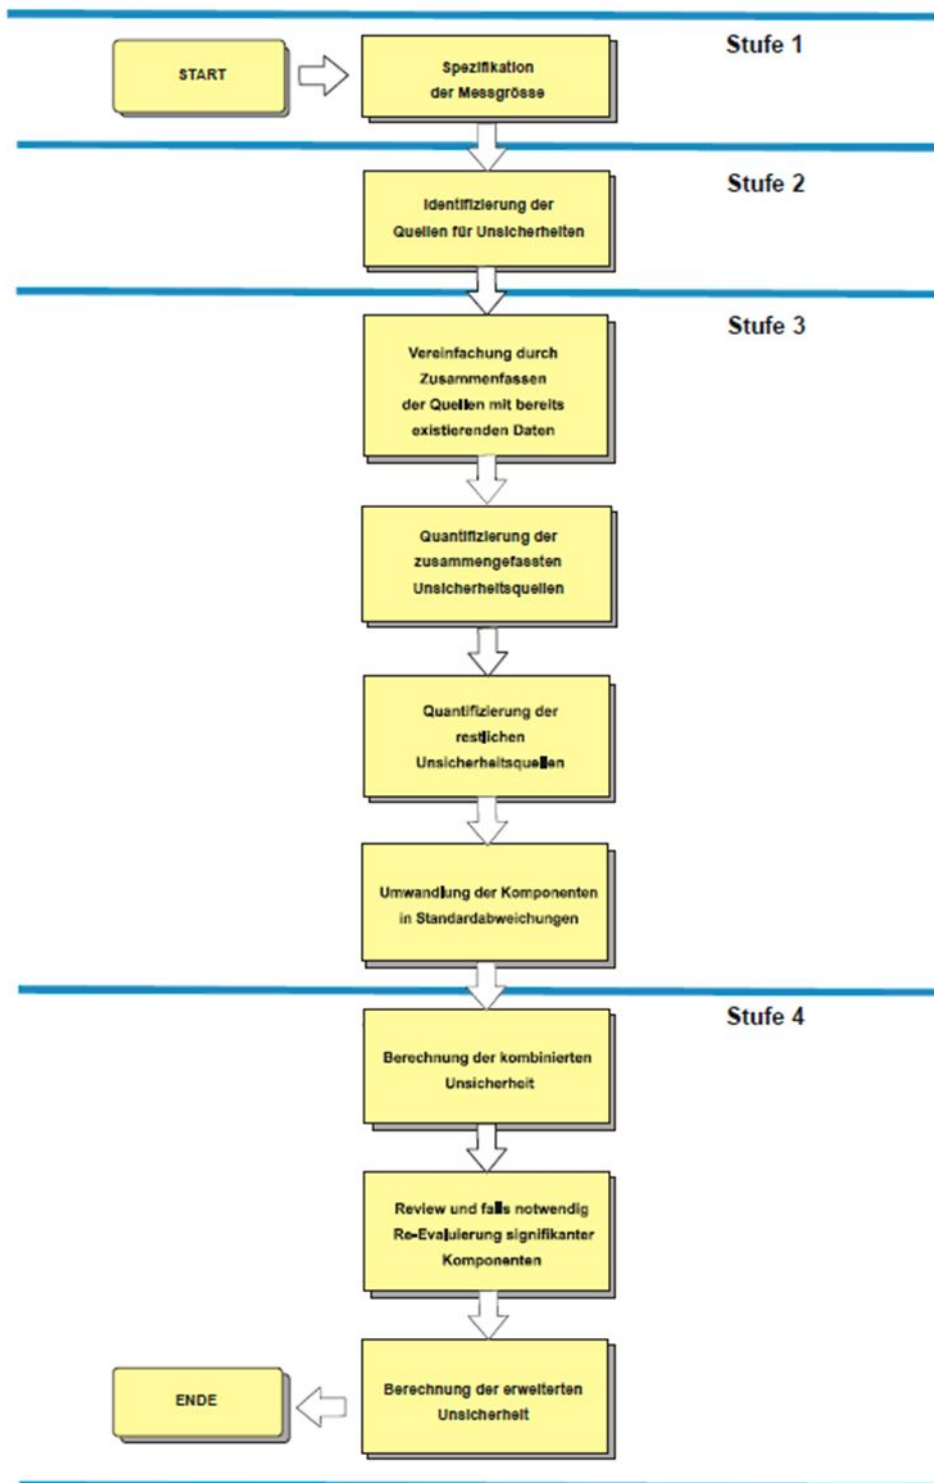 Stufe 1
START
Spezifikation
der Messgrösse
Stufe 2
Identifizierung der
Quellen für Unsicherheiten
Stufe 3
Vereinfachung durch
Zusammenfassen
der Quellen mit bereits
existierenden Daten
Quantifizierung der
zusammengefassten
Unsicherheitsquellen
Quantifizierung der
restlichen
Unsicherheitsquellen
Umwandlung der Komponenten
in Standardabweichungen
Stufe 4
Berechnung der kombinierten
Unsicherheit
Review und falls notwendig
Re-Evaluierung signifikanter
Komponenten
Berechnung der erweiterten
Unsicherheit
ENDE